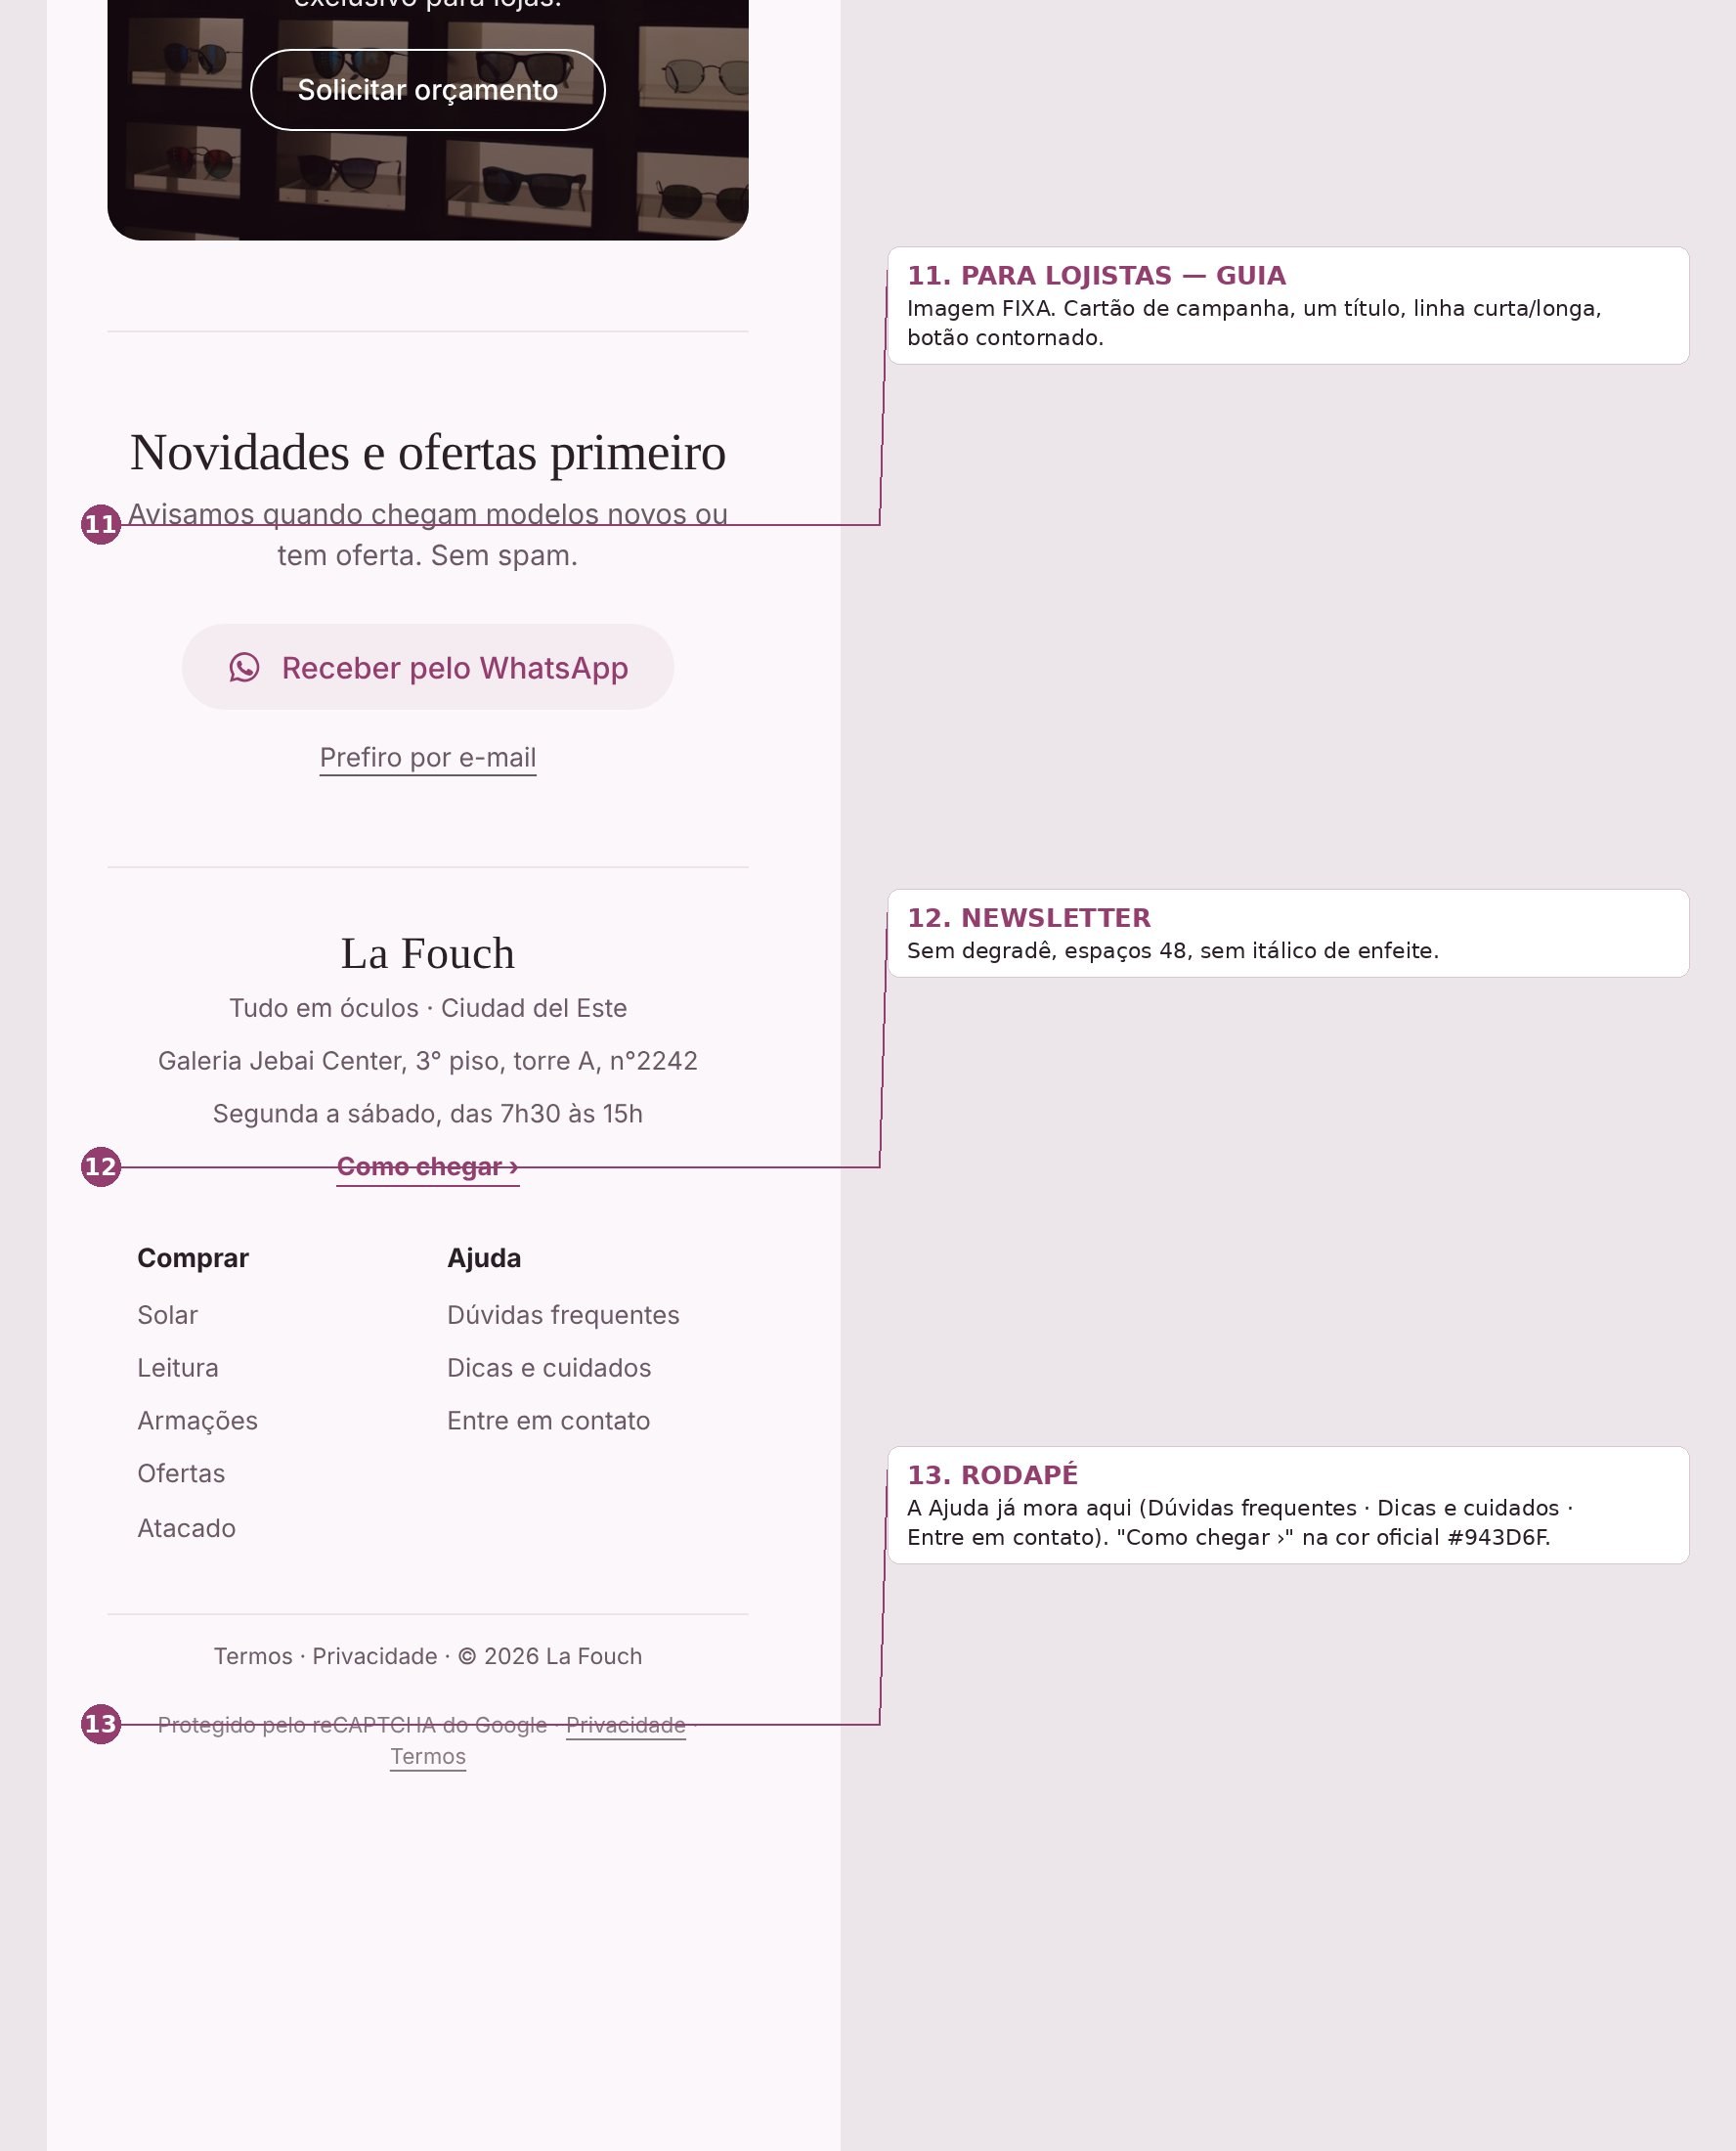 exclusivo para lojas.
Solicitar orçamento
11. PARA LOJISTAS — GUIA
Imagem FIXA. Cartão de campanha, um título, linha curta/longa,
botão contornado.
Novidades e ofertas primeiro
11
Avisamos quando chegam modelos novos ou
tem oferta. Sem spam.
Receber pelo WhatsApp
Prefiro por e-mail
12. NEWSLETTER
Sem degradê, espaços 48, sem itálico de enfeite.
La Fouch
Tudo em óculos · Ciudad del Este
Galeria Jebai Center, 3° piso, torre A, n°2242
Segunda a sábado, das 7h30 às 15h
12
Como chegar ›
Comprar
Solar
Leitura
Armações
Ofertas
Atacado
Ajuda
Dúvidas frequentes
Dicas e cuidados
Entre em contato
13. RODAPÉ
A Ajuda já mora aqui (Dúvidas frequentes · Dicas e cuidados ·
Entre em contato). "Como chegar ›" na cor oficial #943D6F.
Termos · Privacidade · © 2026 La Fouch
13
Protegido pelo reCAPTCHA do Google · Privacidade ·
Termos